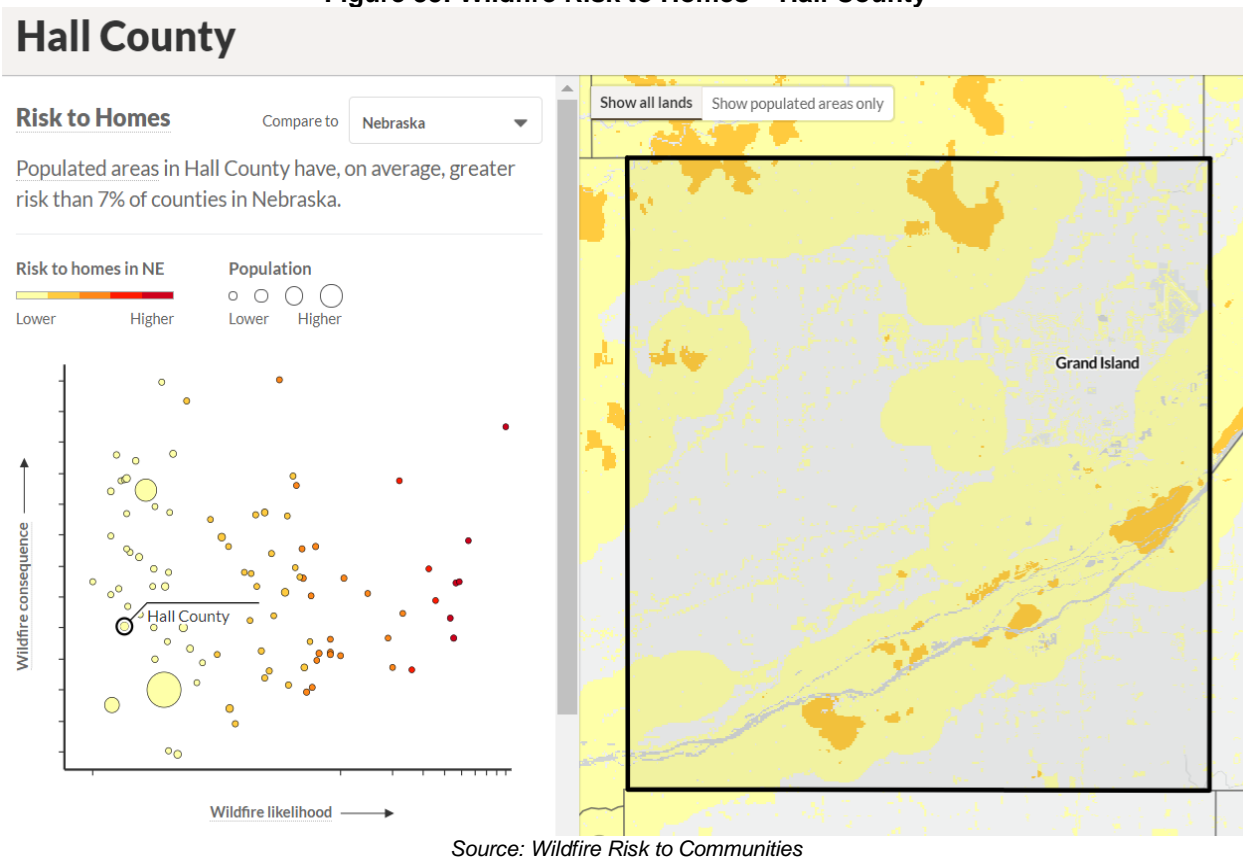 Hall County
Risk to Homes
Compare to
Nebraska
Populated areas in Hall County have, on average, greater
risk than 7% of counties in Nebraska.
Risk to homes in NE
Population
Lower
Higher
Lower
Higher
Wildfire consequence
Hall County
Wildfire likelihood
Show all lands
Show populated areas only
Grand Island
Source: Wildfire Risk to Communities